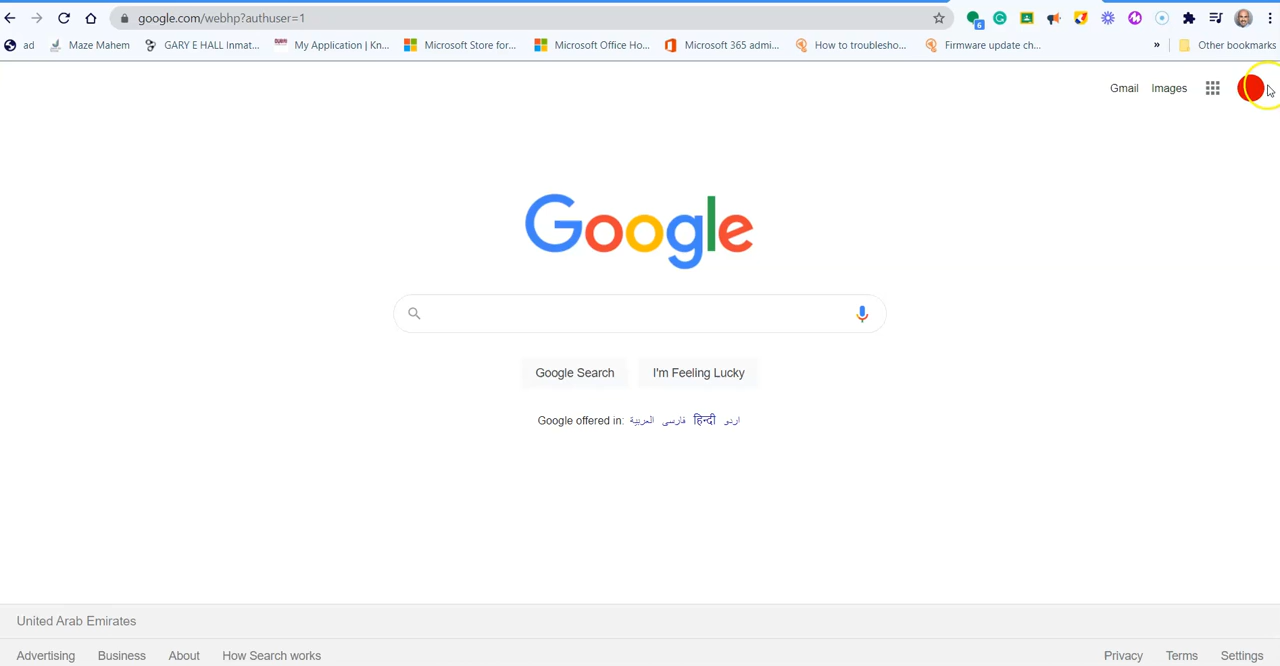 google.com/webhp?authuser=1
6
ad Maze Mahem GARY E HALL Inmat... My Application | Kn... Microsoft Store for... Microsoft Office Ho... Microsoft 365 admi... How to troublesho... Firmware update ch... » Other bookmarks
Gmail Images
Google
Google Search I'm Feeling Lucky
Google offered in: العربية فارسی हिन्दी اردو
United Arab Emirates
Advertising Business About How Search works Privacy Terms Settings